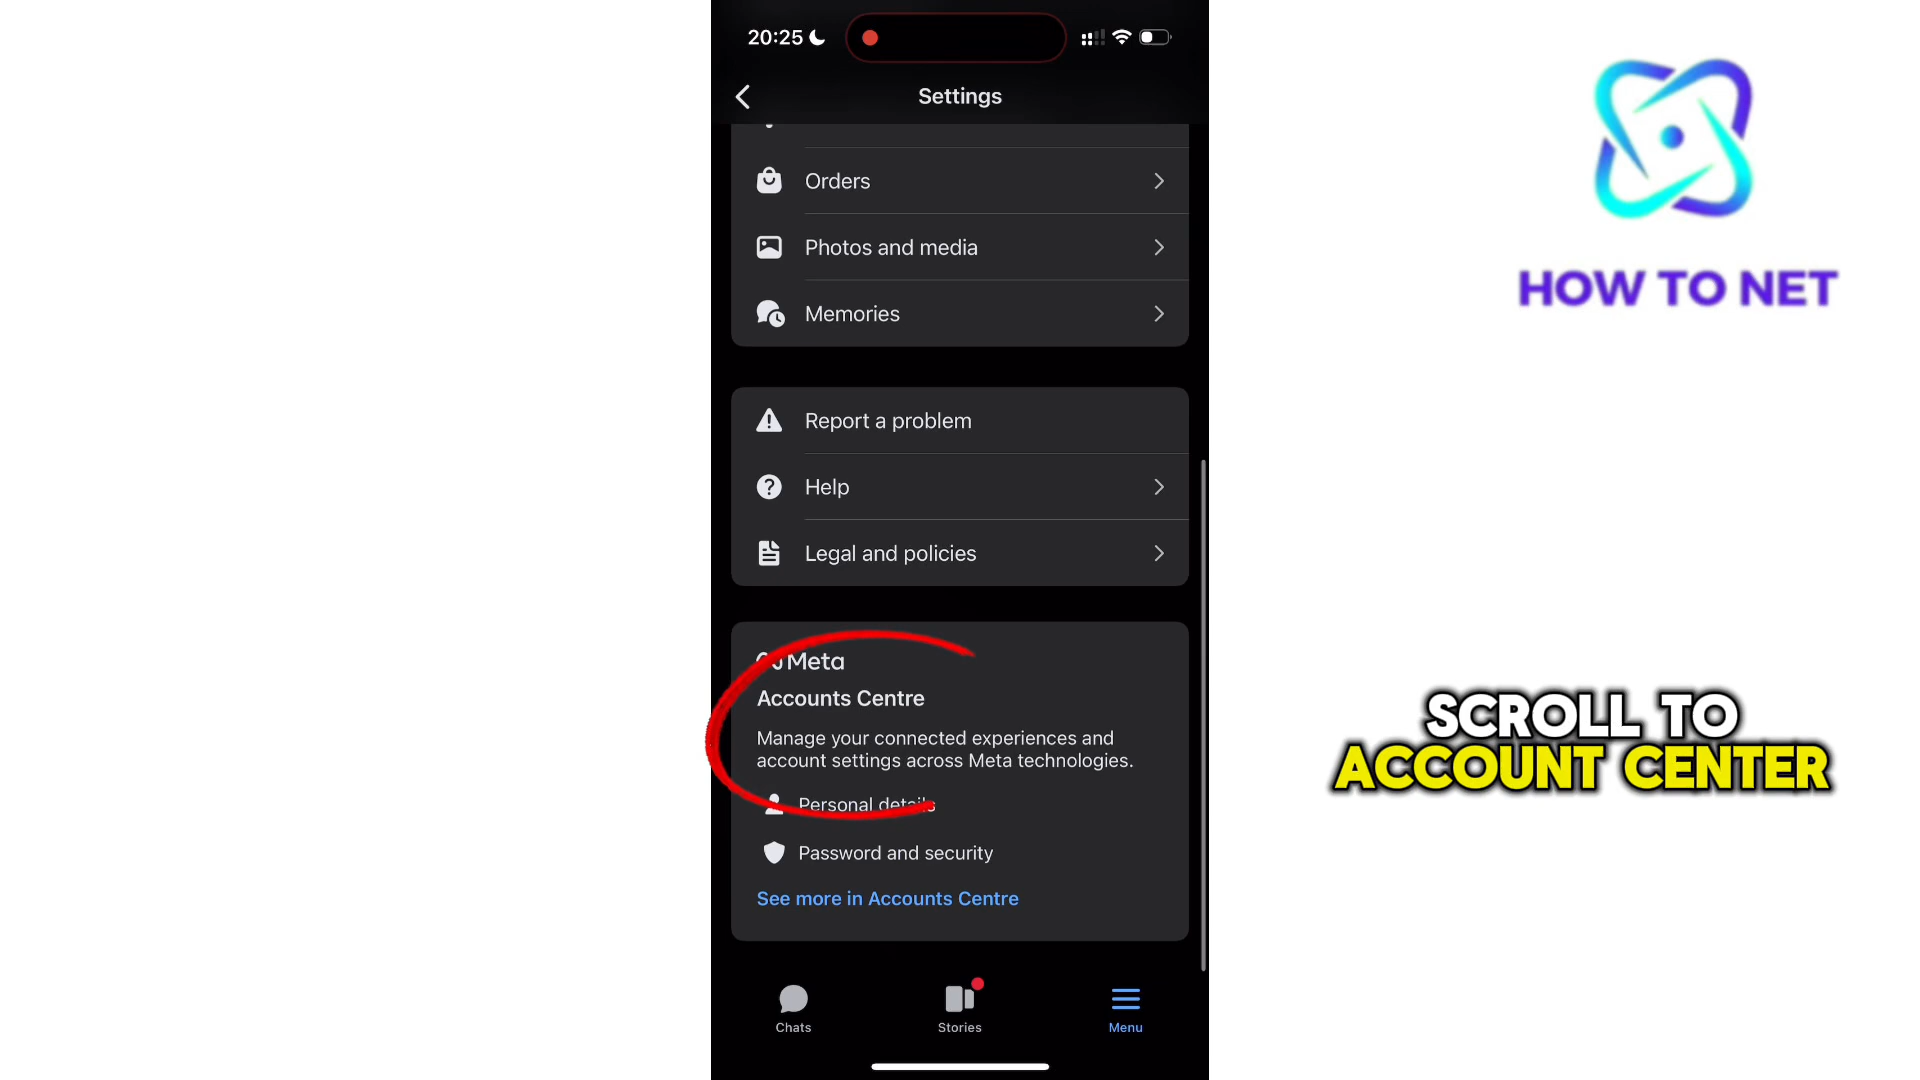 20:25
Settings
Orders
Photos and media
Memories
Report a problem
Help
Legal and policies
Meta
Accounts Centre
Manage your connected experiences and
account settings across Meta technologies.
Personal details
Password and security
See more in Accounts Centre
Chats
Stories
Menu
HOW TO NET
SCROLL TO
ACCOUNT CENTER